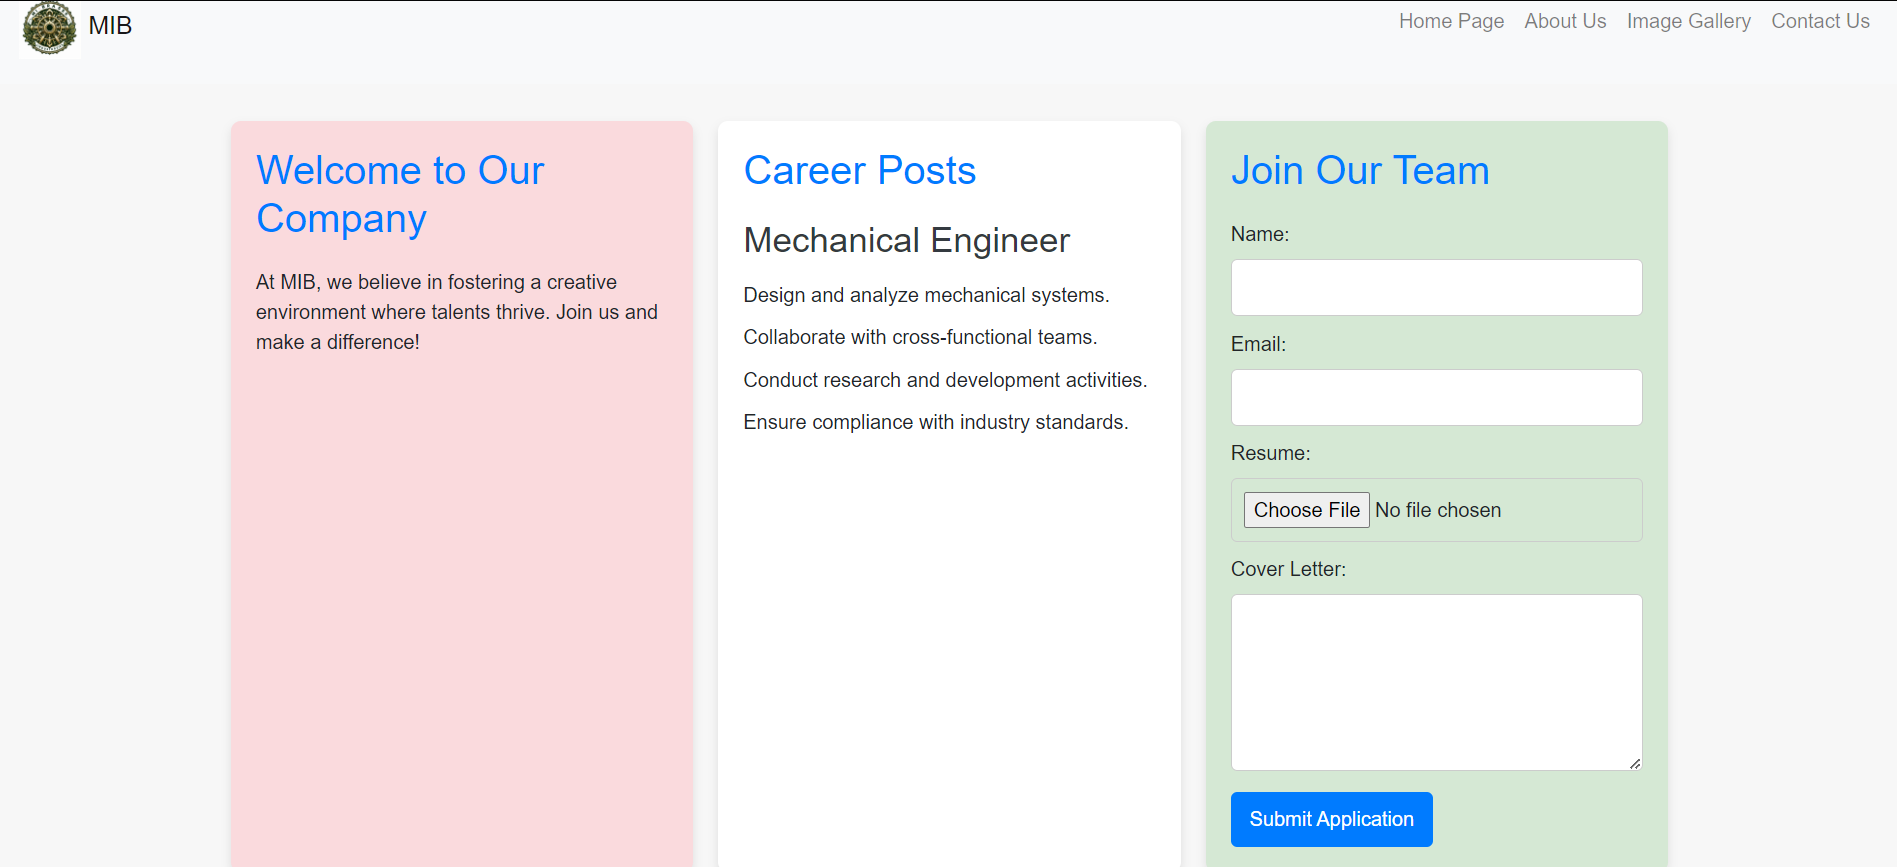 MIB
Home Page
About Us
Image Gallery
Contact Us
Welcome to Our
Company
At MIB, we believe in fostering a creative
environment where talents thrive. Join us and
make a difference!
Career Posts
Mechanical Engineer
Design and analyze mechanical systems.
Collaborate with cross-functional teams.
Conduct research and development activities.
Ensure compliance with industry standards.
Join Our Team
Name:
Email:
Resume:
Choose File No file chosen
Cover Letter:
Submit Application